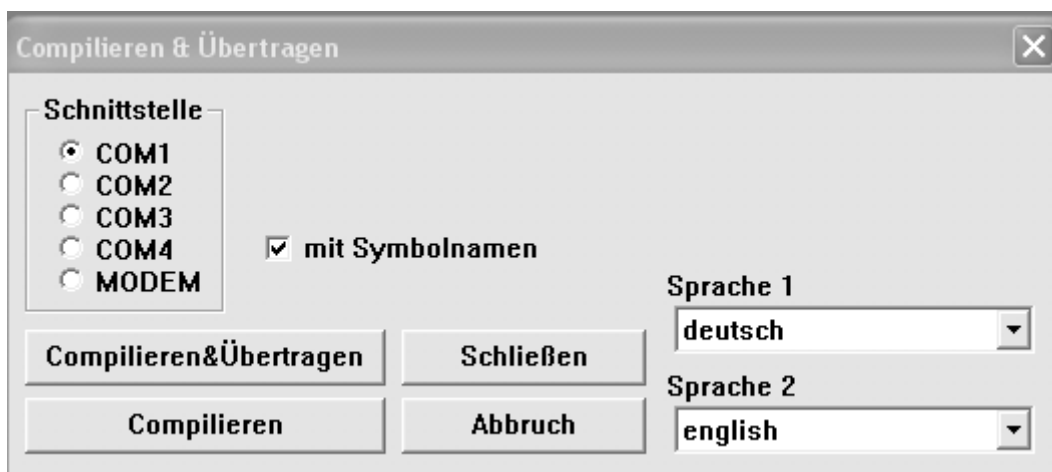 Compilieren & Übertragen
Schnittstelle
COM1
COM2
COM3
COM4
MODEM
mit Symbolnamen
Sprache 1
deutsch
Compilieren&Übertragen
Schließen
Sprache 2
english
Compilieren
Abbruch